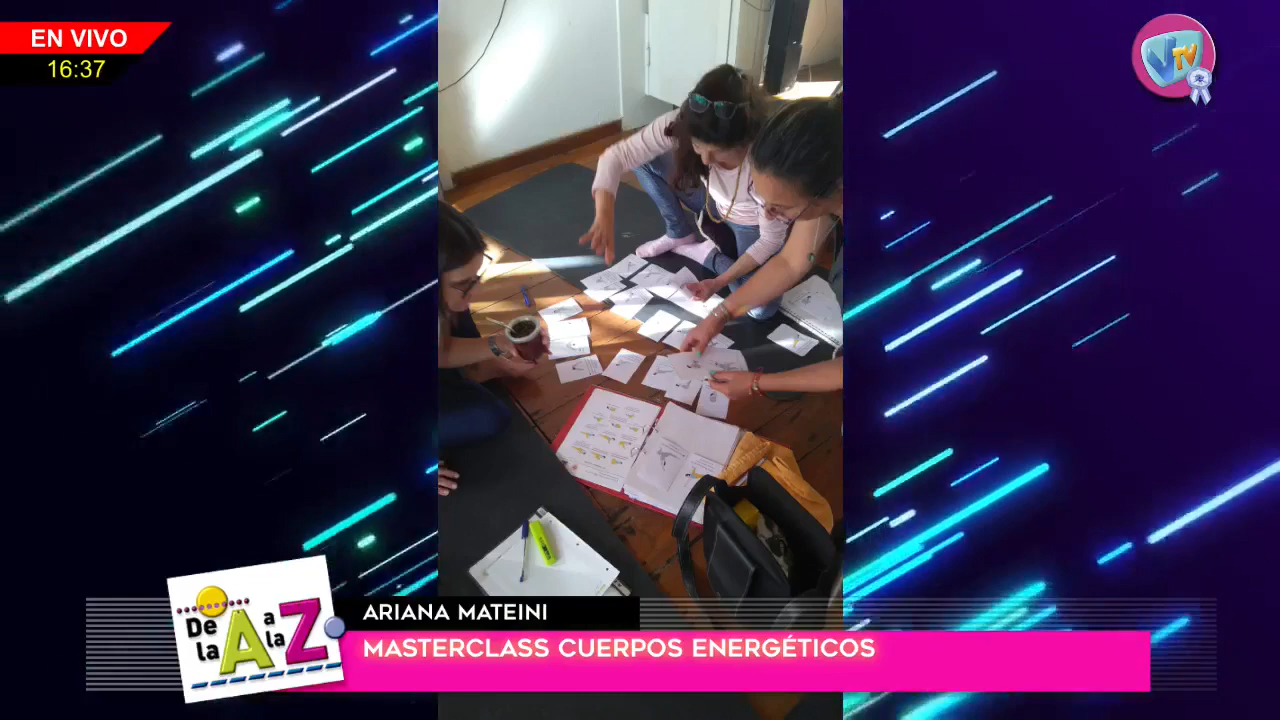 EN VIVO
16:37
VTV
De la A a la Z
ARIANA MATEINI
MASTERCLASS CUERPOS ENERGÉTICOS